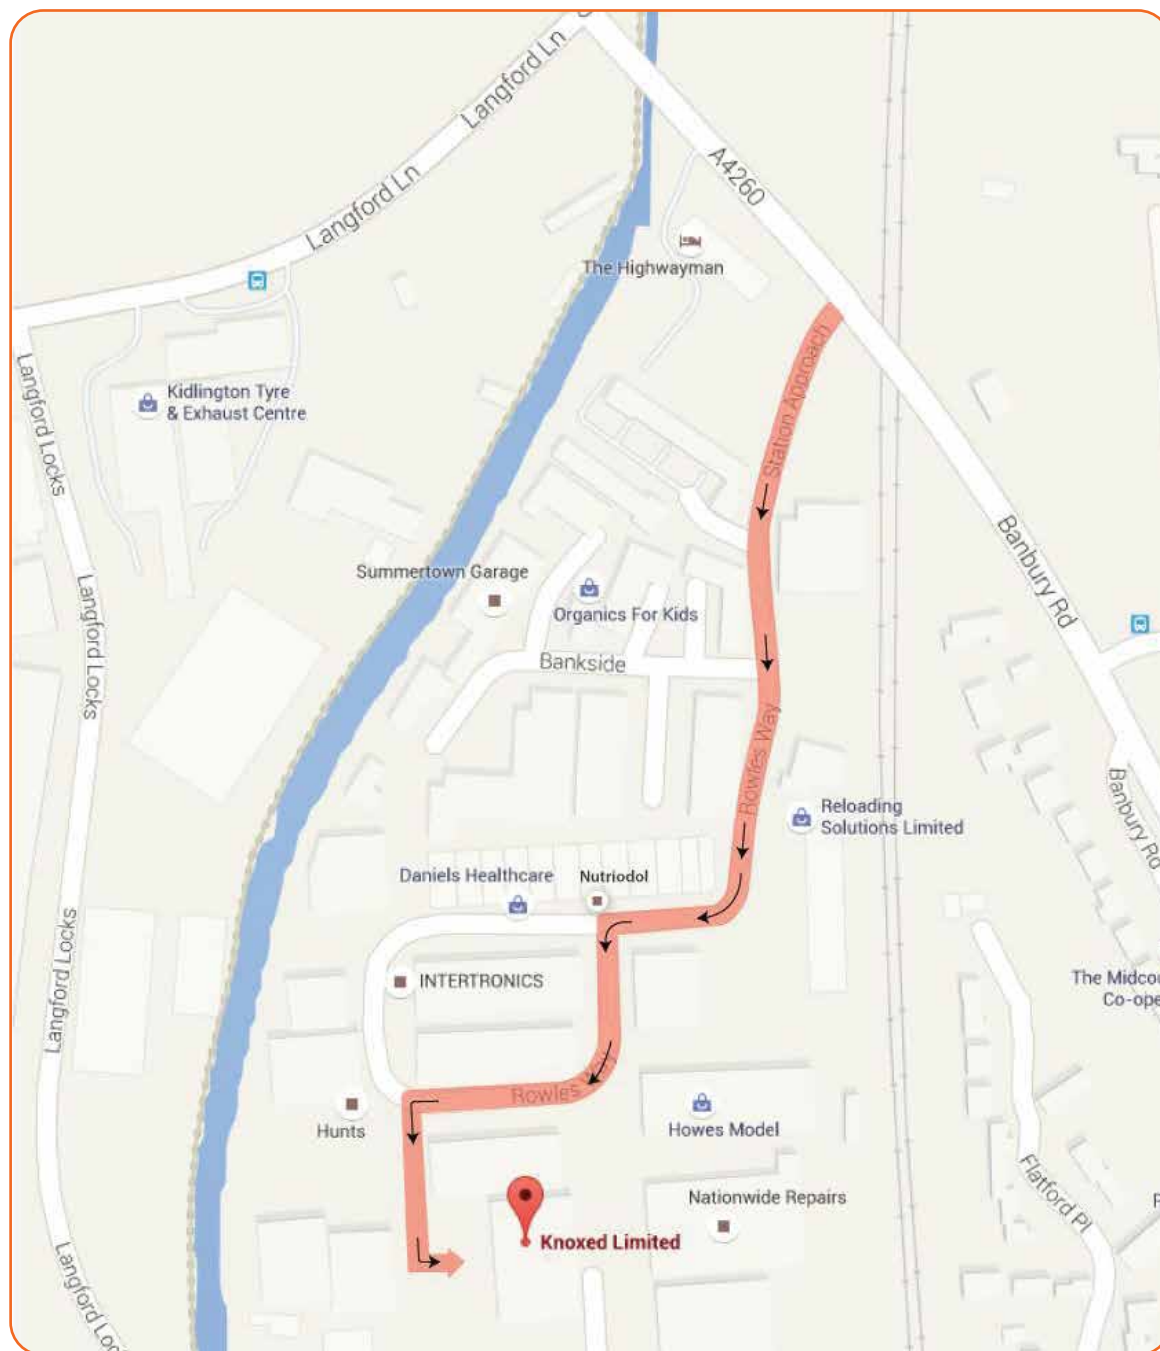 Langford Ln
A4260
Langford Ln
The Highwayman
Station Approach
Langford Locks
Kidlington Tyre
& Exhaust Centre
Banbury Rd
Summertown Garage
Organics For Kids
Langford Locks
Bankside
Rowles Way
Banbury Rd
Reloading
Solutions Limited
Daniels Healthcare
Nutriodol
Langford Locks
INTERTRONICS
The Midcou
Co-ope
Rowles Way
Hunts
Howes Model
Flatford Pl
Nationwide Repairs
Knoxed Limited
Langford Loc